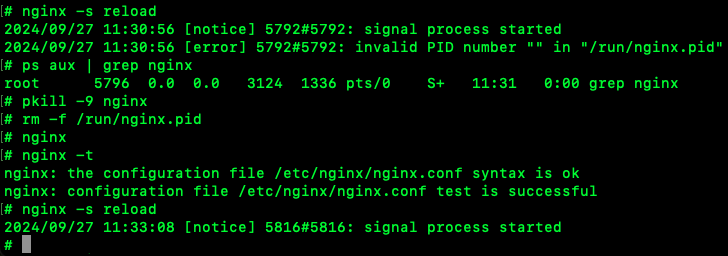 # nginx -s reload
2024/09/27 11:30:56 [notice] 5792#5792: signal process started
2024/09/27 11:30:56 [error] 5792#5792: invalid PID number "" in "/run/nginx.pid"
# ps aux | grep nginx
root      5796  0.0  0.0   3124  1336 pts/0    S+   11:31   0:00 grep nginx
# pkill -9 nginx
# rm -f /run/nginx.pid
# nginx
# nginx -t
nginx: the configuration file /etc/nginx/nginx.conf syntax is ok
nginx: configuration file /etc/nginx/nginx.conf test is successful
# nginx -s reload
2024/09/27 11:33:08 [notice] 5816#5816: signal process started
#